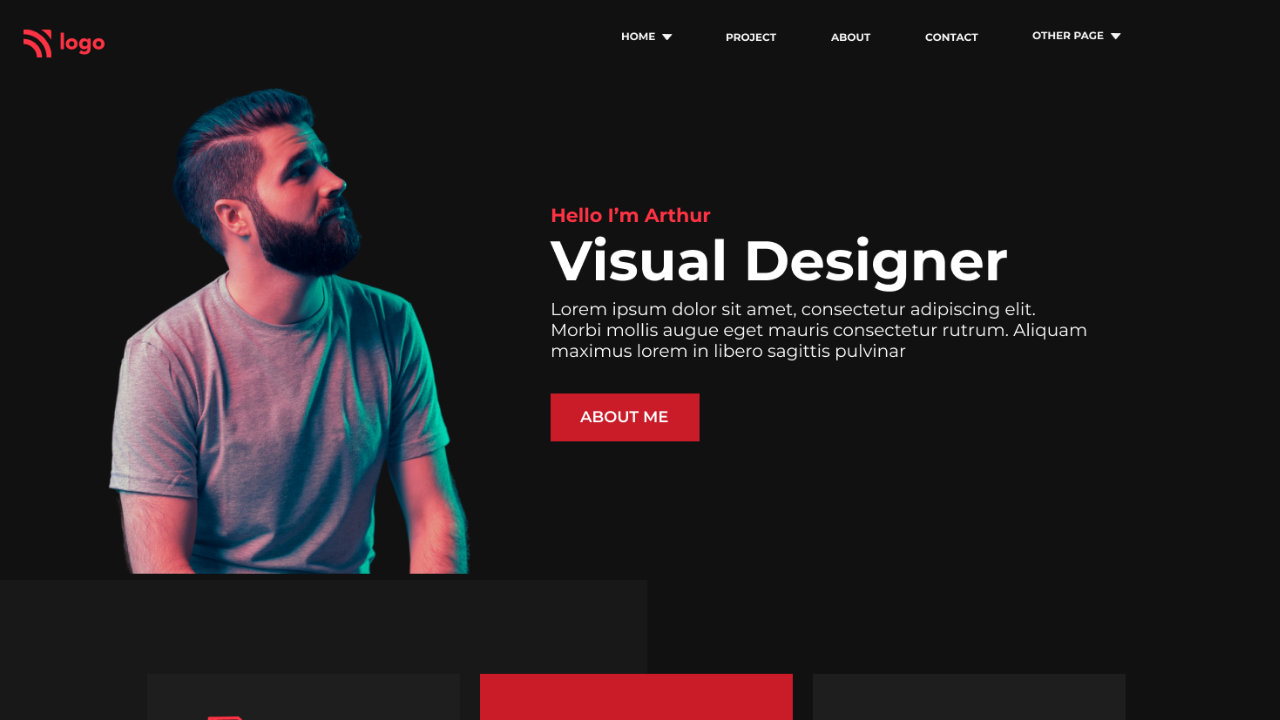 logo
HOME
PROJECT
ABOUT
CONTACT
OTHER PAGE
Hello I’m Arthur
Visual Designer
Lorem ipsum dolor sit amet, consectetur adipiscing elit.
Morbi mollis augue eget mauris consectetur rutrum. Aliquam
maximus lorem in libero sagittis pulvinar
ABOUT ME